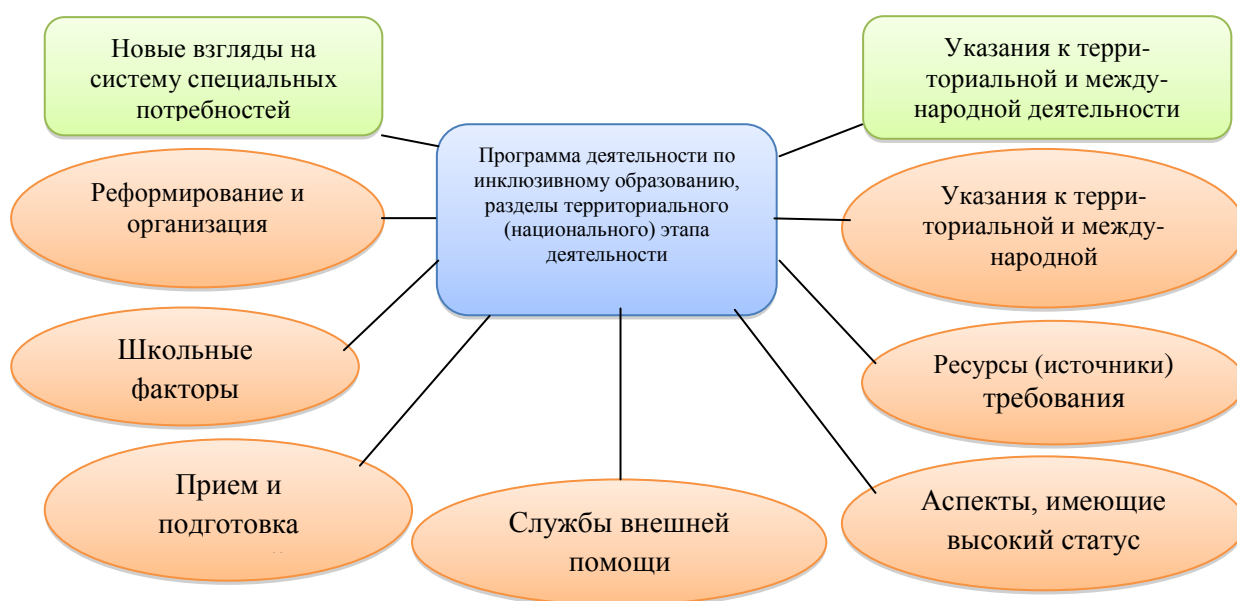 Новые взгляды на
систему специальных
потребностей
Указания к терри-
ториальной и между-
народной деятельности
Программа деятельности по
инклюзивному образованию,
разделы территориального
(национального) этапа
деятельности
Реформирование и
организация
Указания к терри-
ториальной и между-
народной
Школьные
факторы
Ресурсы (источники)
требования
Прием и
подготовка
Службы внешней
помощи
Аспекты, имеющие
высокий статус